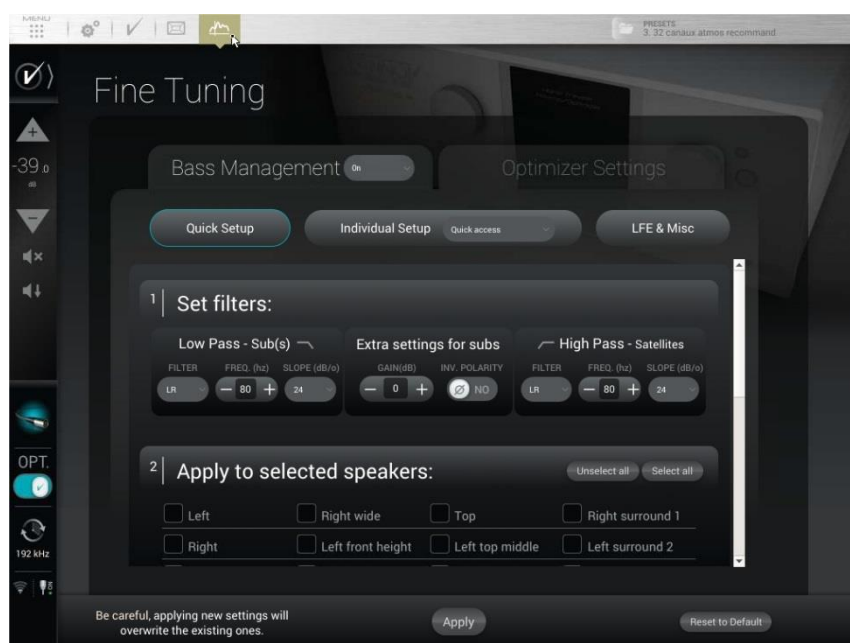 MENU
PRESETS
3. 32 canaux atmos recommand
Fine Tuning
-39.0
dB
Bass Management On
Optimizer Settings
Quick Setup
Individual Setup Quick access
LFE & Misc
1 Set filters:
Low Pass - Sub(s)
Extra settings for subs
High Pass - Satellites
FILTER FREQ. (hz) SLOPE (dB/o)
GAIN(dB) INV. POLARITY
FILTER FREQ. (hz) SLOPE (dB/o)
LR − 80 + 24
− 0 + Ø NO
LR − 80 + 24
OPT.
2 Apply to selected speakers:
Unselect all Select all
Left Right wide Top Right surround 1
Right Left front height Left top middle Left surround 2
192 kHz
Be careful, applying new settings will
overwrite the existing ones.
Apply
Reset to Default